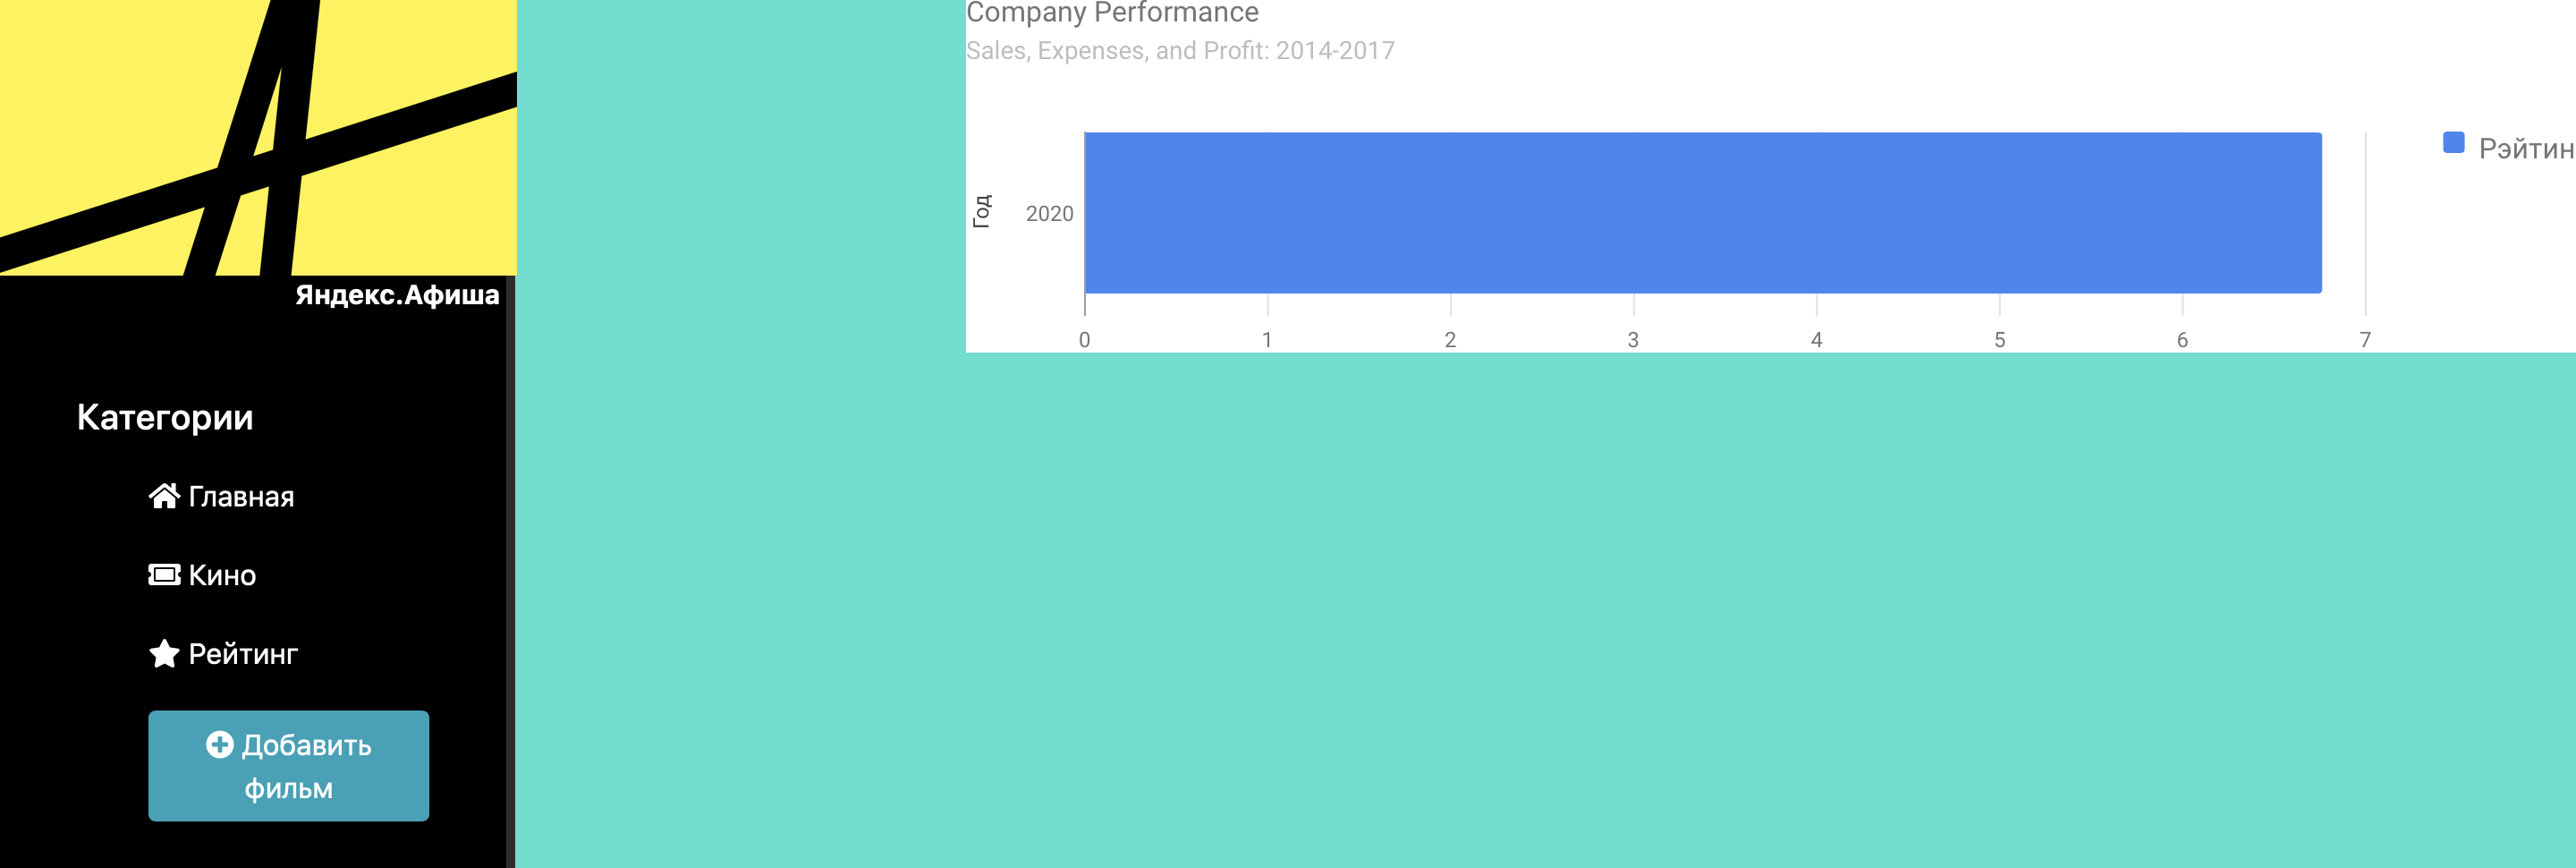 Яндекс.Афиша
Категории
Главная
Кино
Рейтинг
Добавить
фильм
Company Performance
Sales, Expenses, and Profit: 2014-2017
Год
2020
Рэйтин
0 1 2 3 4 5 6 7